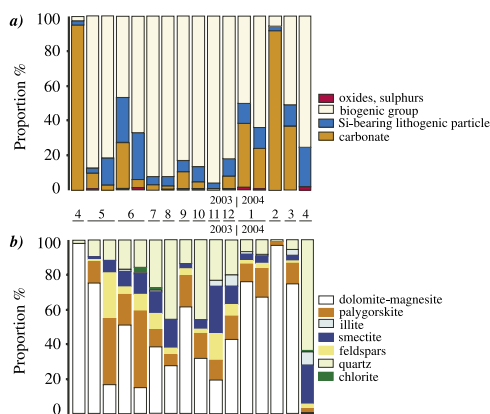 a)
100
80
60
40
20
0
Proportion %
oxides, sulphurs
biogenic group
Si-bearing lithogenic particle
carbonate
2003 | 2004
4 5 6 7 8 9 10 11 12 1 2 3 4
2003 | 2004
b)
100
80
60
40
20
0
Proportion %
dolomite-magnesite
palygorskite
illite
smectite
feldspars
quartz
chlorite